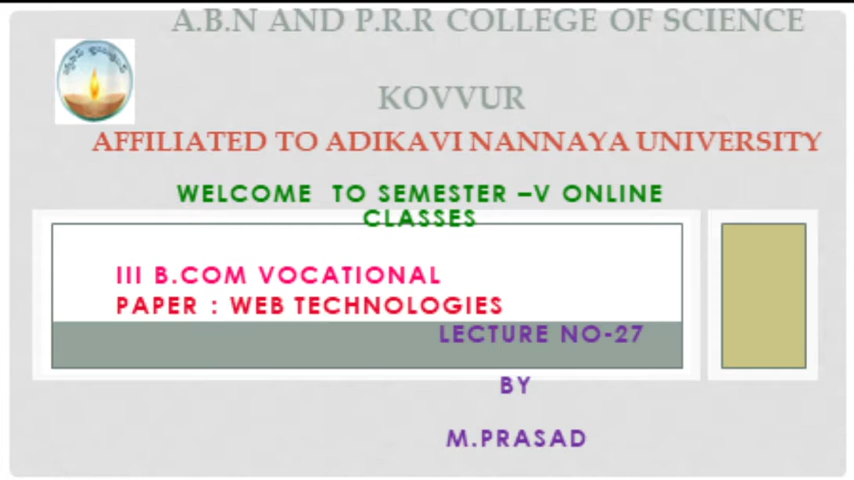 A.B.N AND P.R.R COLLEGE OF SCIENCE
KOVVUR
AFFILIATED TO ADIKAVI NANNAYA UNIVERSITY
WELCOME TO SEMESTER –V ONLINE
CLASSES
III B.COM VOCATIONAL
PAPER : WEB TECHNOLOGIES
LECTURE NO-27
BY
M.PRASAD